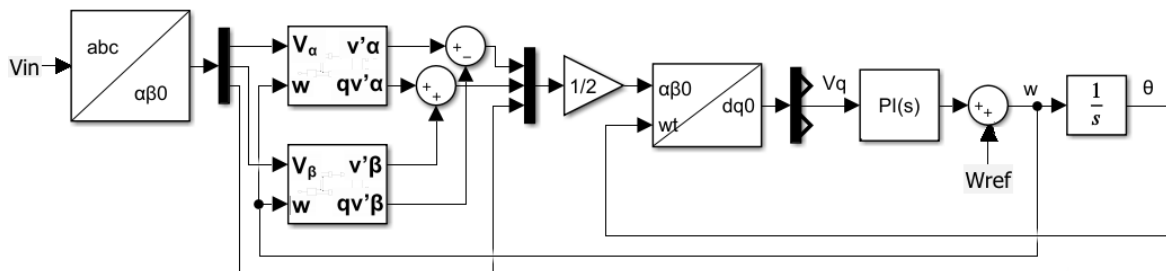 Vin
abc
αβ0
Vα
v'α
w
qv'α
Vβ
v'β
w
qv'β
+
−
+
+
1/2
αβ0
dq0
wt
Vq
PI(s)
+
+
w
Wref
1
s
θ